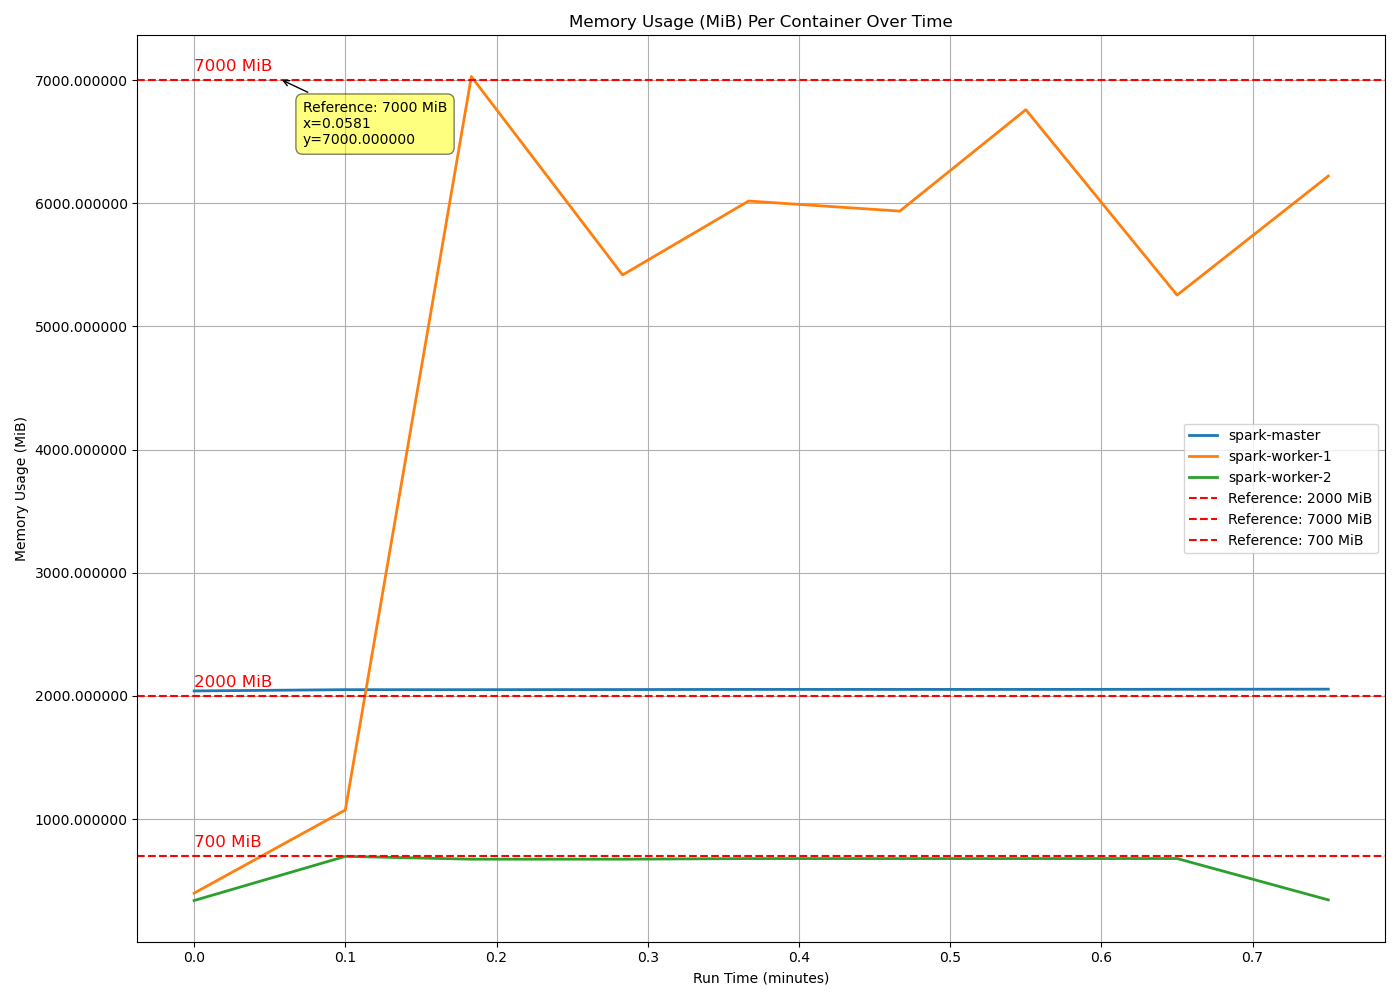 Memory Usage (MiB) Per Container Over Time
7000 MiB
7000.000000
Reference: 7000 MiB
x=0.0581
y=7000.000000
6000.000000
5000.000000
4000.000000
3000.000000
2000 MiB
2000.000000
1000.000000
700 MiB
Memory Usage (MiB)
spark-master
spark-worker-1
spark-worker-2
Reference: 2000 MiB
Reference: 7000 MiB
Reference: 700 MiB
0.0 0.1 0.2 0.3 0.4 0.5 0.6 0.7
Run Time (minutes)